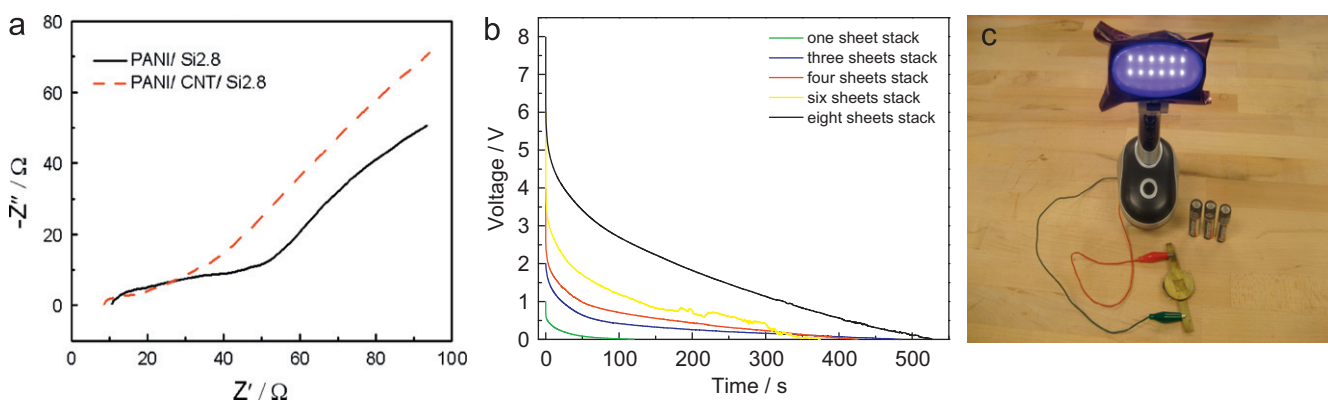 a
-80
-60
-40
-20
0
0
20
40
60
80
100
-Z″ / Ω
Z′ / Ω
PANI/ Si2.8
PANI/ CNT/ Si2.8
b
8
7
6
5
4
3
2
1
0
0
100
200
300
400
500
Voltage / V
Time / s
one sheet stack
three sheets stack
four sheets stack
six sheets stack
eight sheets stack
c